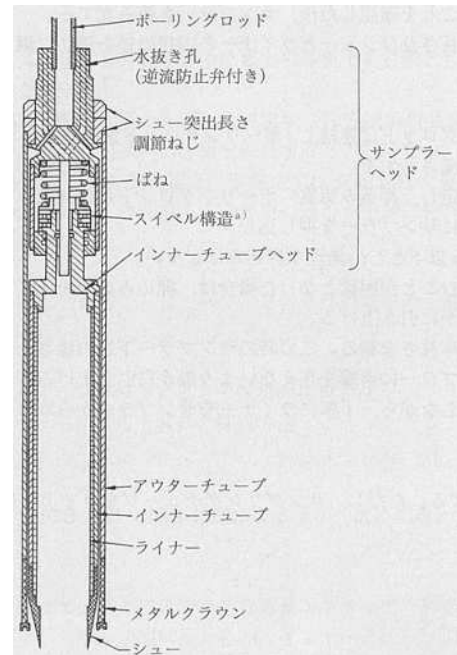 ボーリングロッド
水抜き孔
(逆流防止弁付き)
シュー突出長さ
調節ねじ
サンプラー
ヘッド
ばね
スイベル構造a)
インナーチューブヘッド
アウターチューブ
インナーチューブ
ライナー
メタルクラウン
シュー